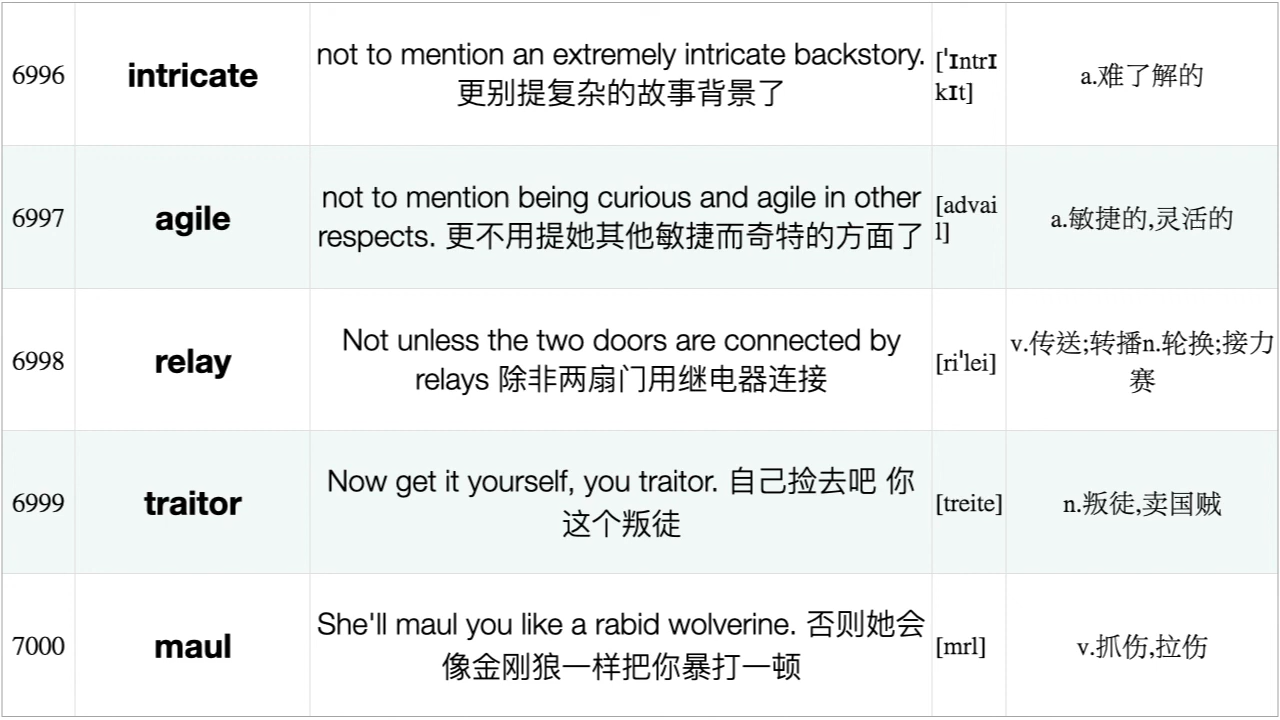 6996
intricate
not to mention an extremely intricate backstory.
更别提复杂的故事背景了
['ɪntrɪ
kɪt]
a.难了解的
6997
agile
not to mention being curious and agile in other
respects. 更不用提她其他敏捷而奇特的方面了
[advai
l]
a.敏捷的,灵活的
6998
relay
Not unless the two doors are connected by
relays 除非两扇门用继电器连接
[ri'lei]
v.传送;转播n.轮换;接力
赛
6999
traitor
Now get it yourself, you traitor. 自己捡去吧 你
这个叛徒
[treite]
n.叛徒,卖国贼
7000
maul
She'll maul you like a rabid wolverine. 否则她会
像金刚狼一样把你暴打一顿
[mrl]
v.抓伤,拉伤